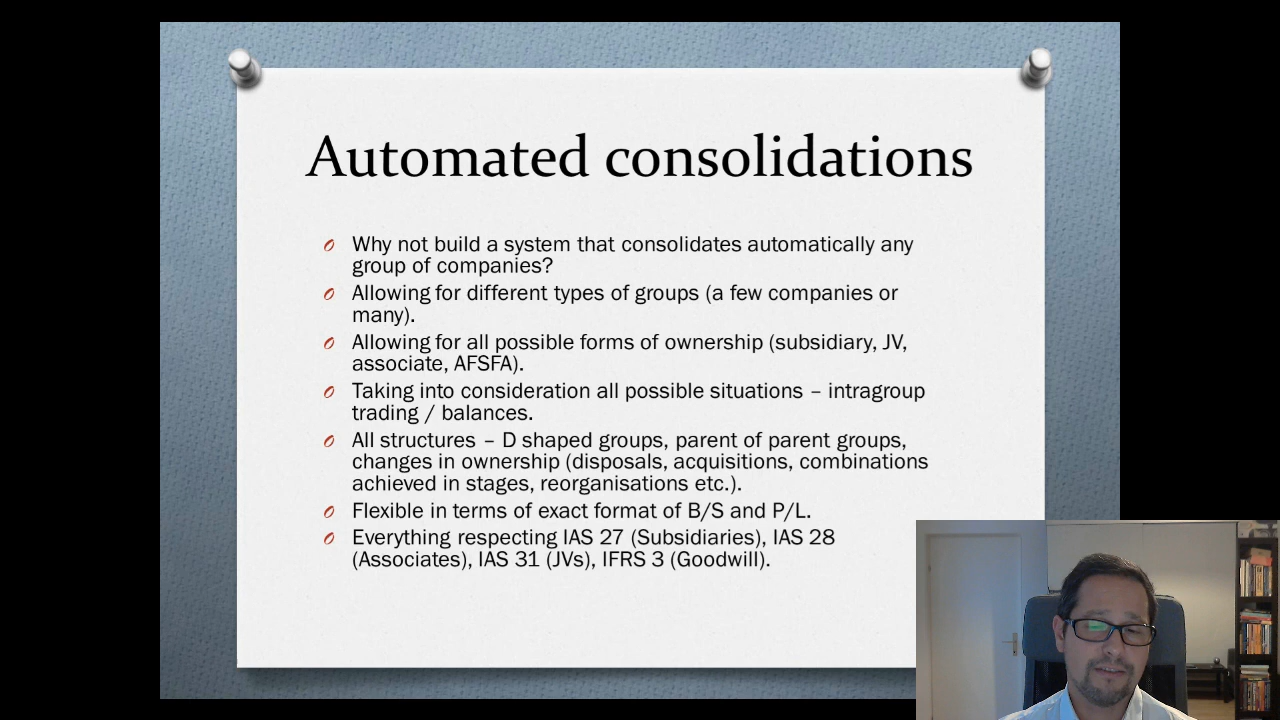 Automated consolidations
Why not build a system that consolidates automatically any
group of companies?
Allowing for different types of groups (a few companies or
many).
Allowing for all possible forms of ownership (subsidiary, JV,
associate, AFSFA).
Taking into consideration all possible situations – intragroup
trading / balances.
All structures – D shaped groups, parent of parent groups,
changes in ownership (disposals, acquisitions, combinations
achieved in stages, reorganisations etc.).
Flexible in terms of exact format of B/S and P/L.
Everything respecting IAS 27 (Subsidiaries), IAS 28
(Associates), IAS 31 (JVs), IFRS 3 (Goodwill).